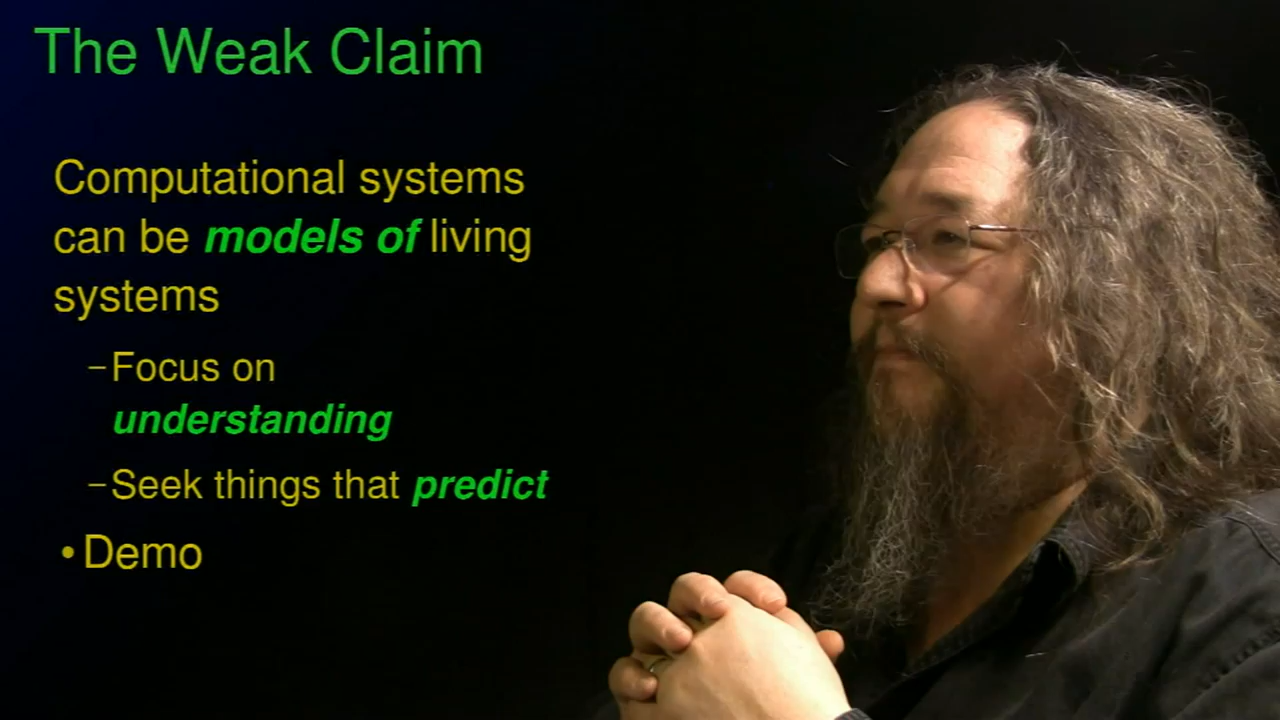 The Weak Claim
Computational systems
can be models of living
systems
–Focus on
understanding
–Seek things that predict
•Demo